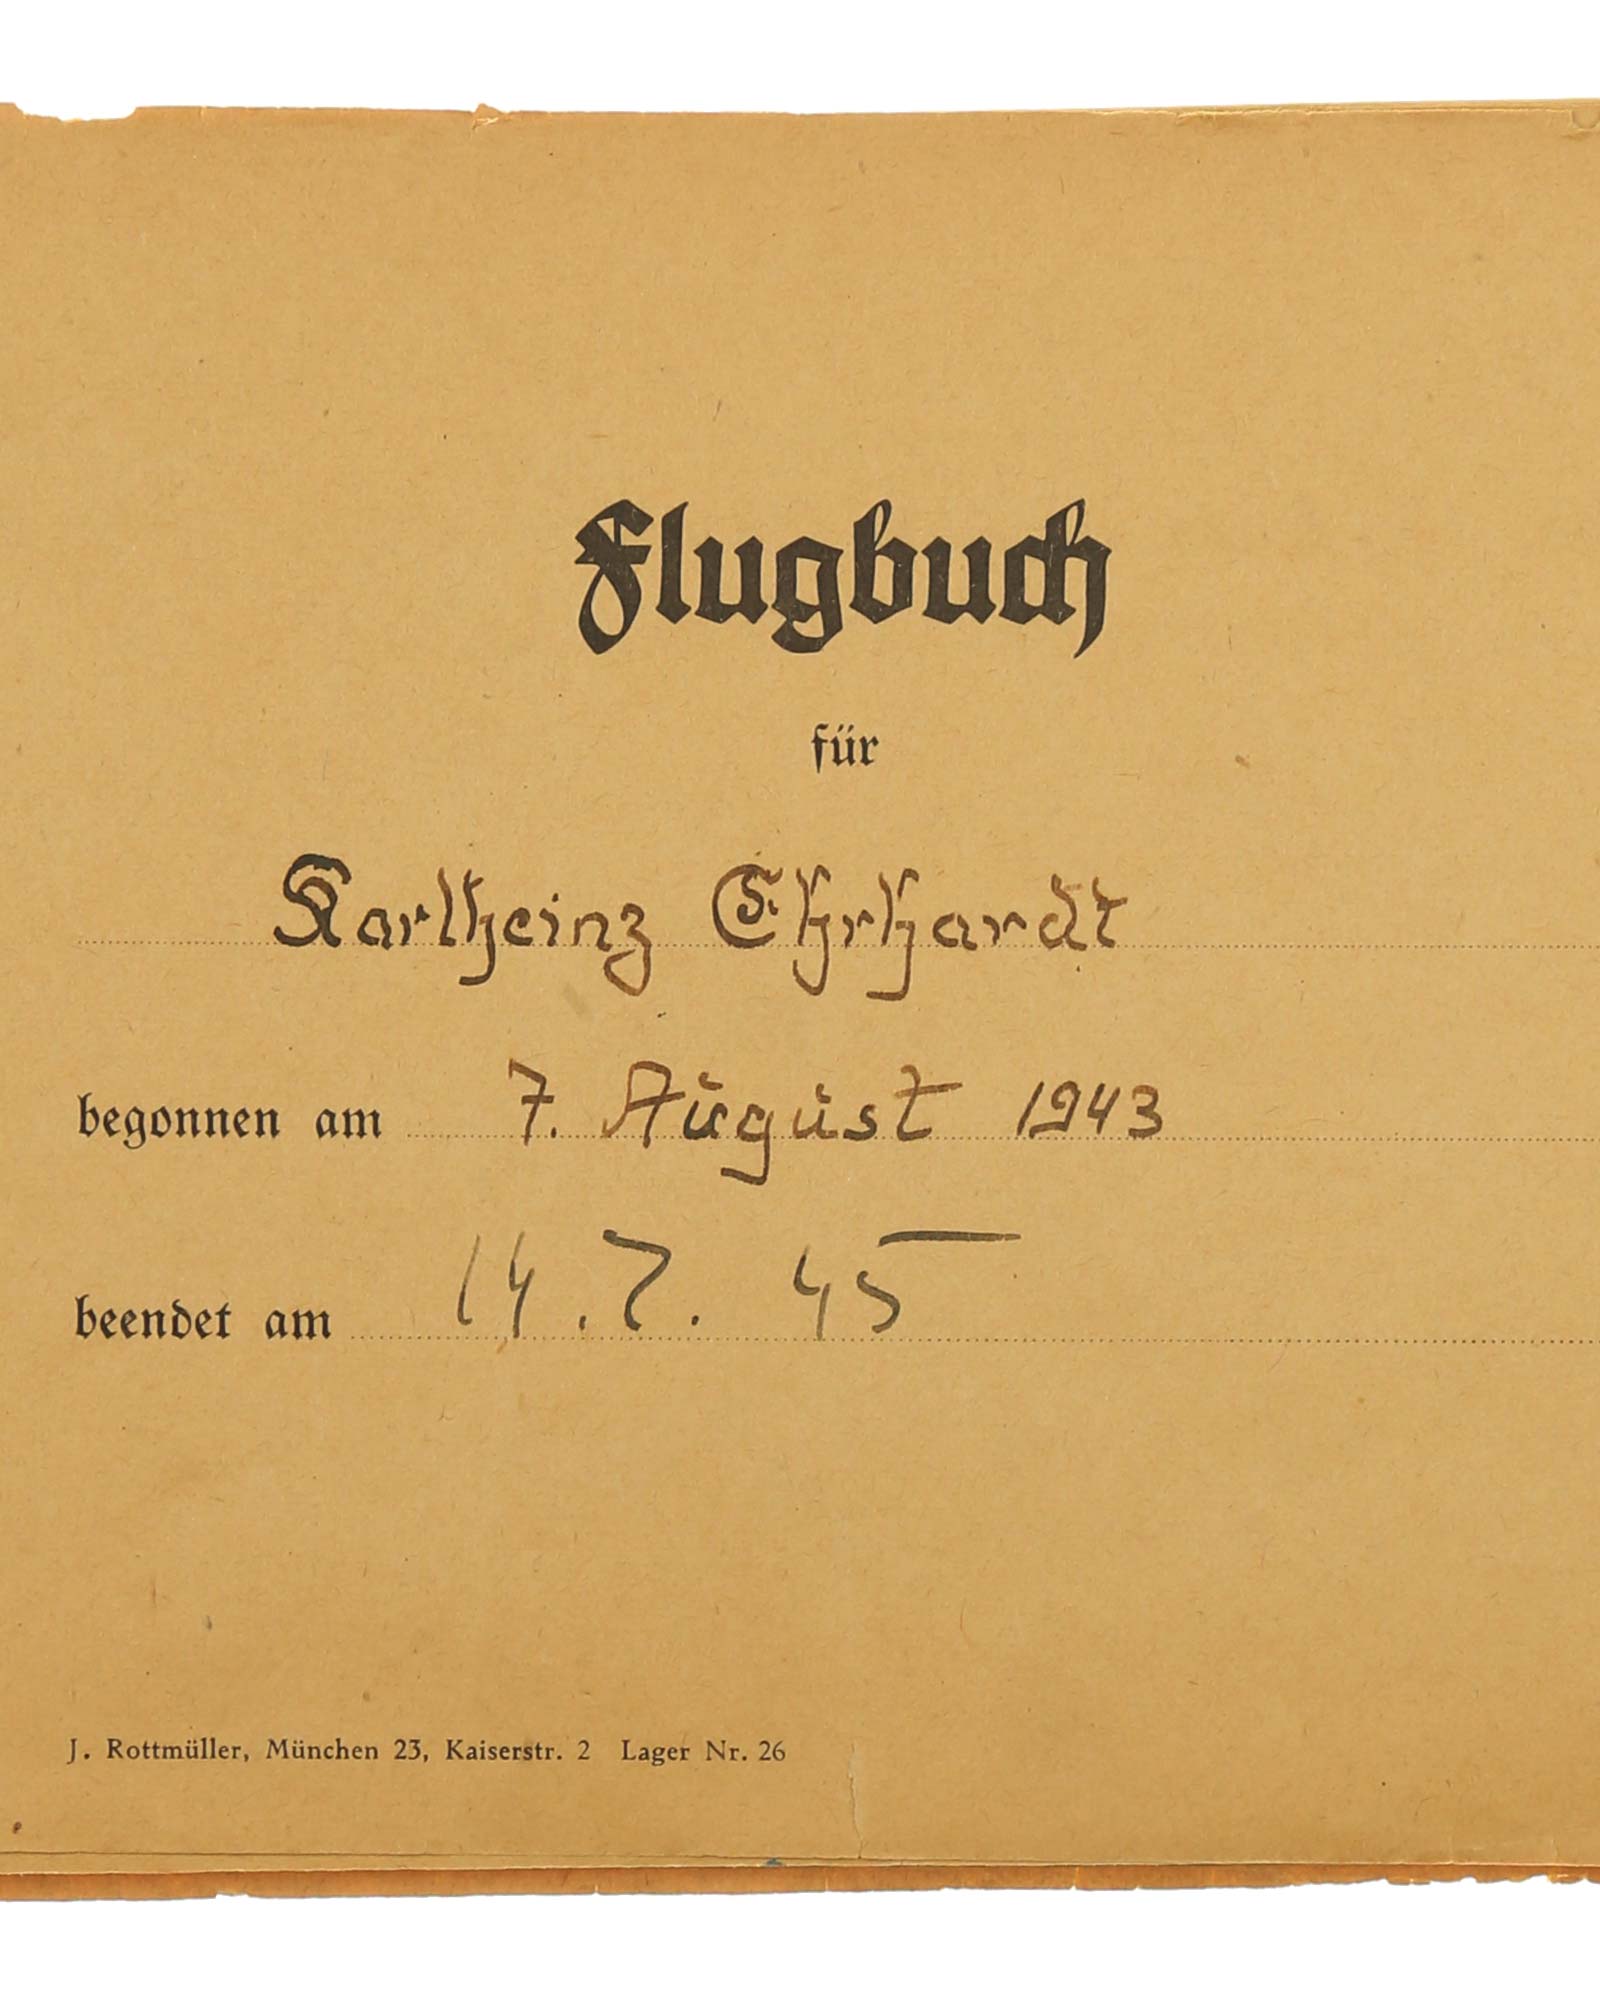 Flugbuch
für
Karlheinz Ehrhardt
begonnen am 7. August 1943
beendet am 14.7. 45
J. Rottmüller, München 23, Kaiserstr. 2 Lager Nr. 26